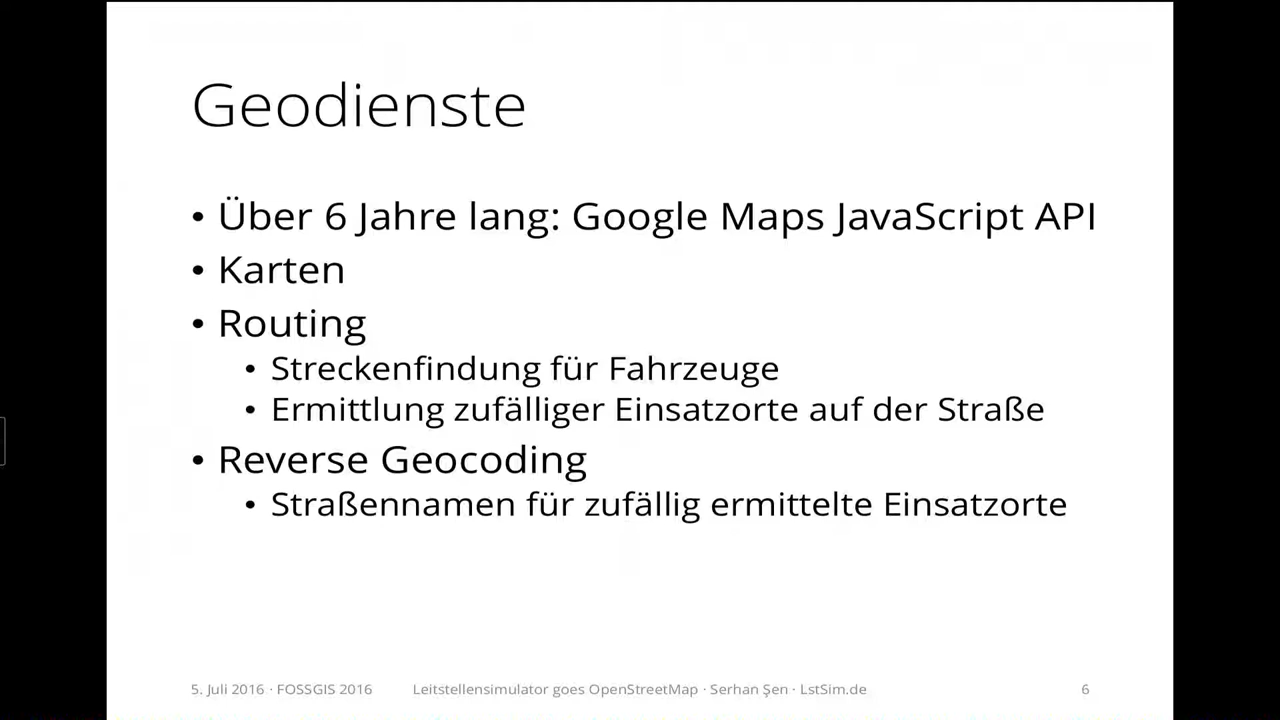 Geodienste
• Über 6 Jahre lang: Google Maps JavaScript API
• Karten
• Routing
• Streckenfindung für Fahrzeuge
• Ermittlung zufälliger Einsatzorte auf der Straße
• Reverse Geocoding
• Straßennamen für zufällig ermittelte Einsatzorte
5. Juli 2016 · FOSSGIS 2016 Leitstellensimulator goes OpenStreetMap · Serhan Şen · LstSim.de 6